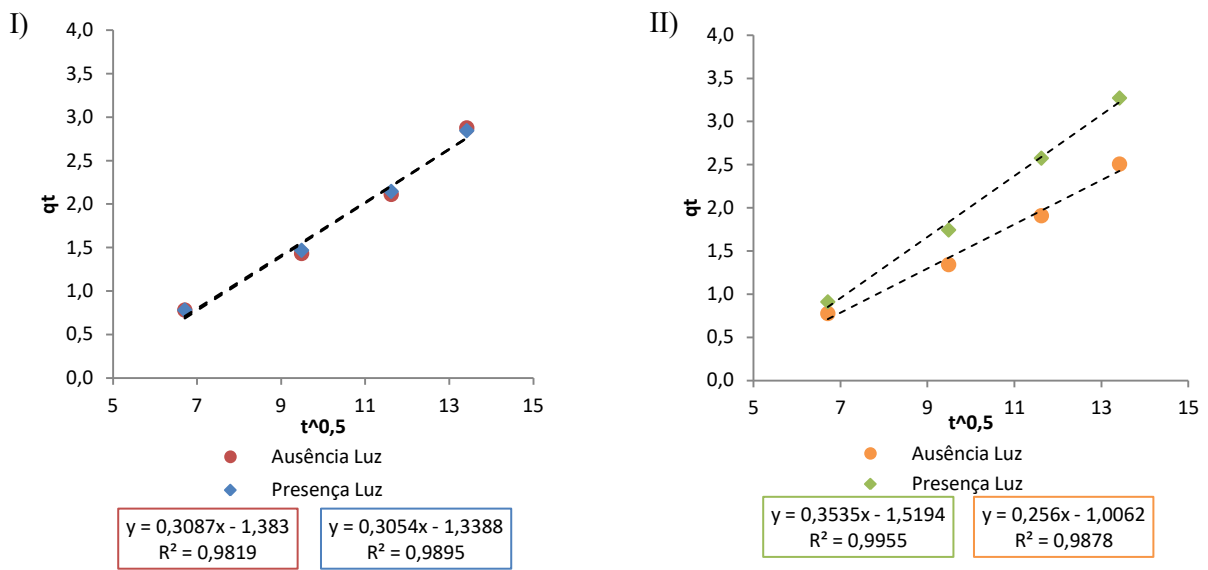 I)
4,0
3,5
3,0
2,5
2,0
1,5
1,0
0,5
0,0
qt
5 7 9 11 13 15
t^0,5
Ausência Luz
Presença Luz
y = 0,3087x - 1,383
R² = 0,9819
y = 0,3054x - 1,3388
R² = 0,9895
II)
4,0
3,5
3,0
2,5
2,0
1,5
1,0
0,5
0,0
qt
5 7 9 11 13 15
t^0,5
Ausência Luz
Presença Luz
y = 0,3535x - 1,5194
R² = 0,9955
y = 0,256x - 1,0062
R² = 0,9878